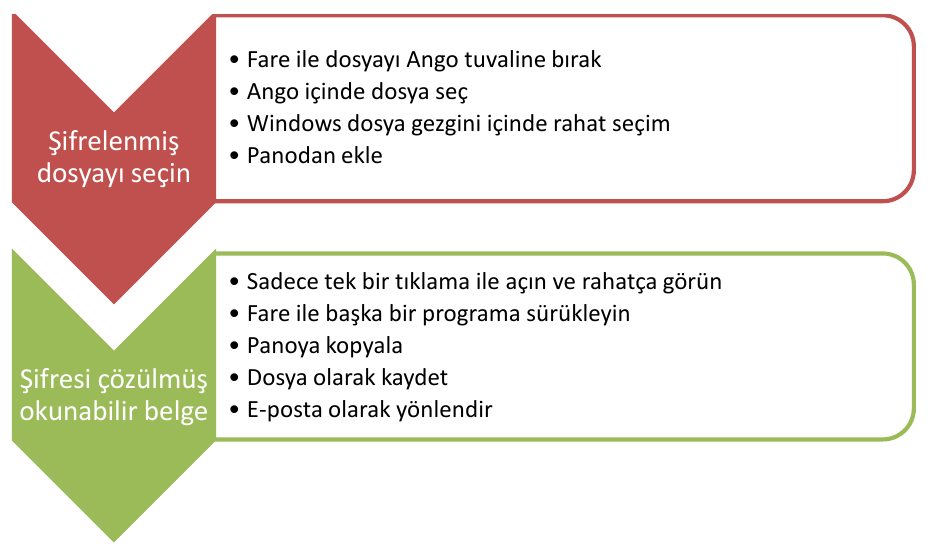 Şifrelenmiş
dosyayı seçin
• Fare ile dosyayı Ango tuvaline bırak
• Ango içinde dosya seç
• Windows dosya gezgini içinde rahat seçim
• Panodan ekle
Şifresi çözülmüş
okunabilir belge
• Sadece tek bir tıklama ile açın ve rahatça görün
• Fare ile başka bir programa sürükleyin
• Panoya kopyala
• Dosya olarak kaydet
• E-posta olarak yönlendir